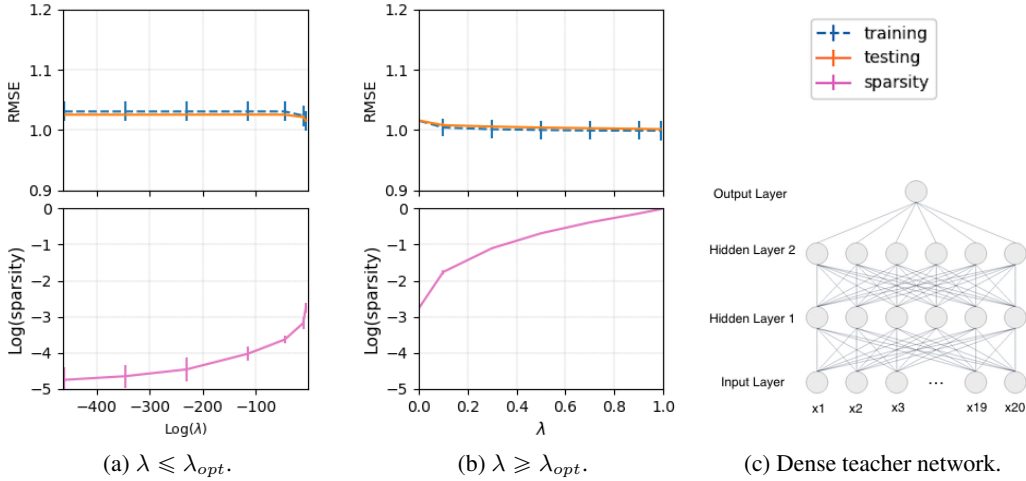 1.2
1.1
1.0
0.9
RMSE
0
−1
−2
−3
−4
−5
Log(sparsity)
−400 −300 −200 −100
Log(λ)
(a) λ ⩽ λopt.
1.2
1.1
1.0
0.9
RMSE
0
−1
−2
−3
−4
−5
Log(sparsity)
0.0 0.2 0.4 0.6 0.8 1.0
λ
(b) λ ⩾ λopt.
training
testing
sparsity
Output Layer
Hidden Layer 2
Hidden Layer 1
Input Layer
...
x1 x2 x3 x19 x20
(c) Dense teacher network.